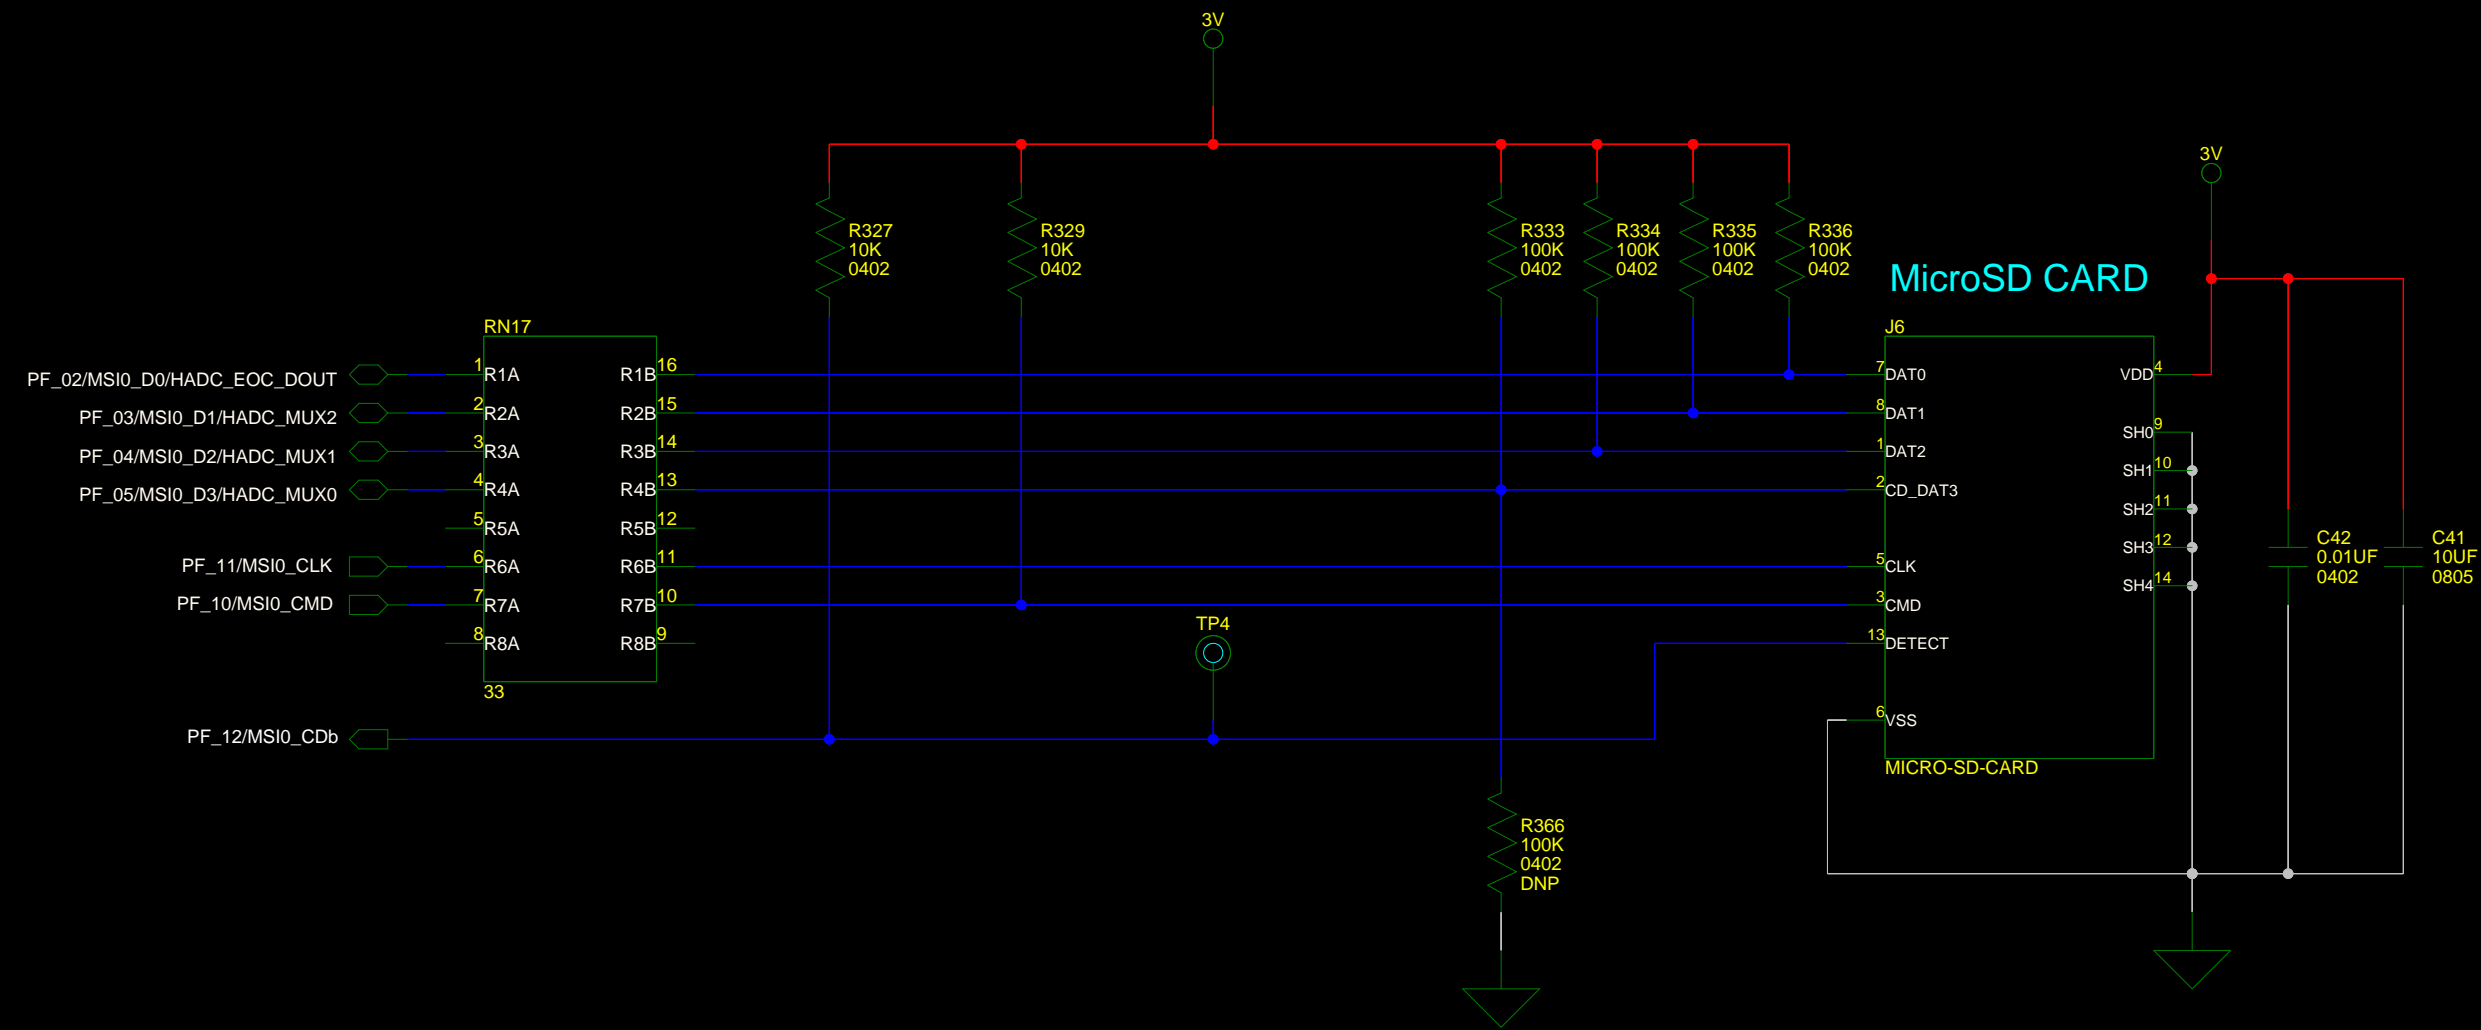 3V
3V
R327
10K
0402
R329
10K
0402
R333
100K
0402
R334
100K
0402
R335
100K
0402
R336
100K
0402
MicroSD CARD
RN17
J6
PF_02/MSI0_D0/HADC_EOC_DOUT
1
R1A
R1B
16
7
DAT0
VDD
4
PF_03/MSI0_D1/HADC_MUX2
2
R2A
R2B
15
8
DAT1
SH0
9
PF_04/MSI0_D2/HADC_MUX1
3
R3A
R3B
14
1
DAT2
SH1
10
PF_05/MSI0_D3/HADC_MUX0
4
R4A
R4B
13
2
CD_DAT3
SH2
11
5
R5A
R5B
12
SH3
12
PF_11/MSI0_CLK
6
R6A
R6B
11
5
CLK
SH4
14
PF_10/MSI0_CMD
7
R7A
R7B
10
3
CMD
8
R8A
R8B
9
13
DETECT
33
TP4
C42
0.01UF
0402
C41
10UF
0805
PF_12/MSI0_CDb
6
VSS
MICRO-SD-CARD
R366
100K
0402
DNP